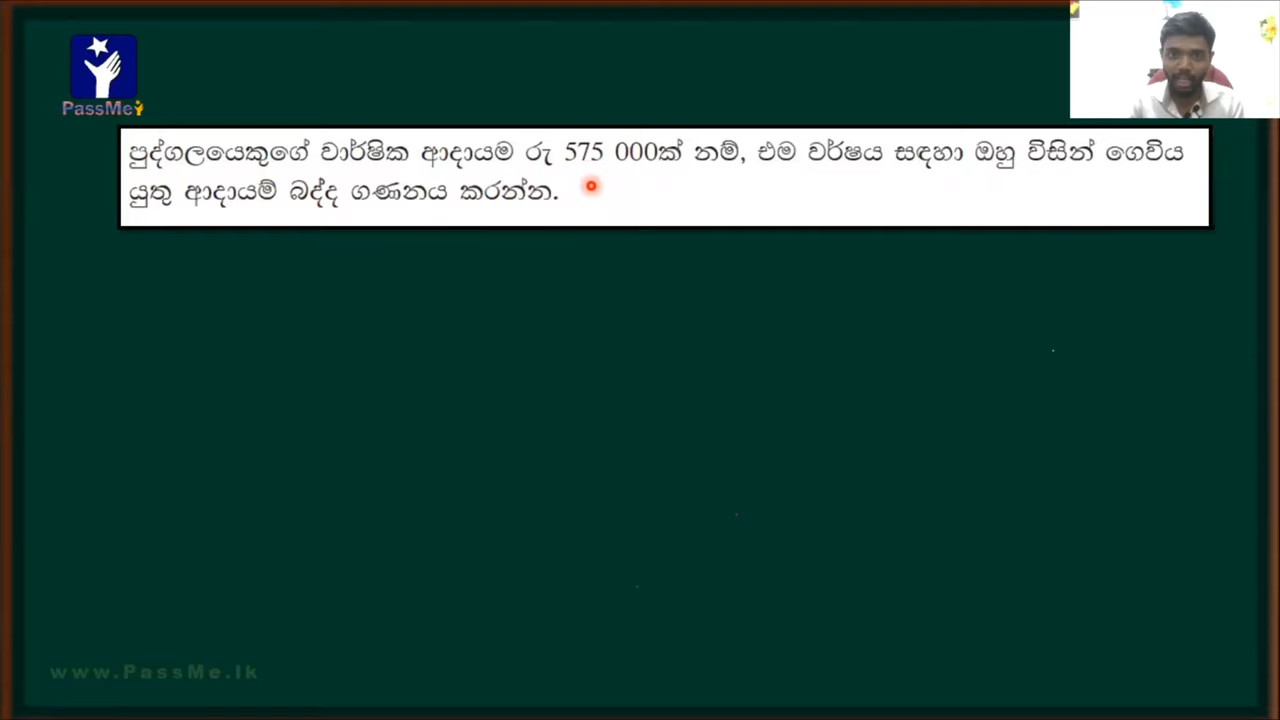 PassMe
පුද්ගලයෙකුගේ වාර්ෂික ආදායම රු 575 000ක් නම්, එම වර්ෂය සඳහා ඔහු විසින් ගෙවිය
යුතු ආදායම් බද්ද ගණනය කරන්න.
www.PassMe.lk